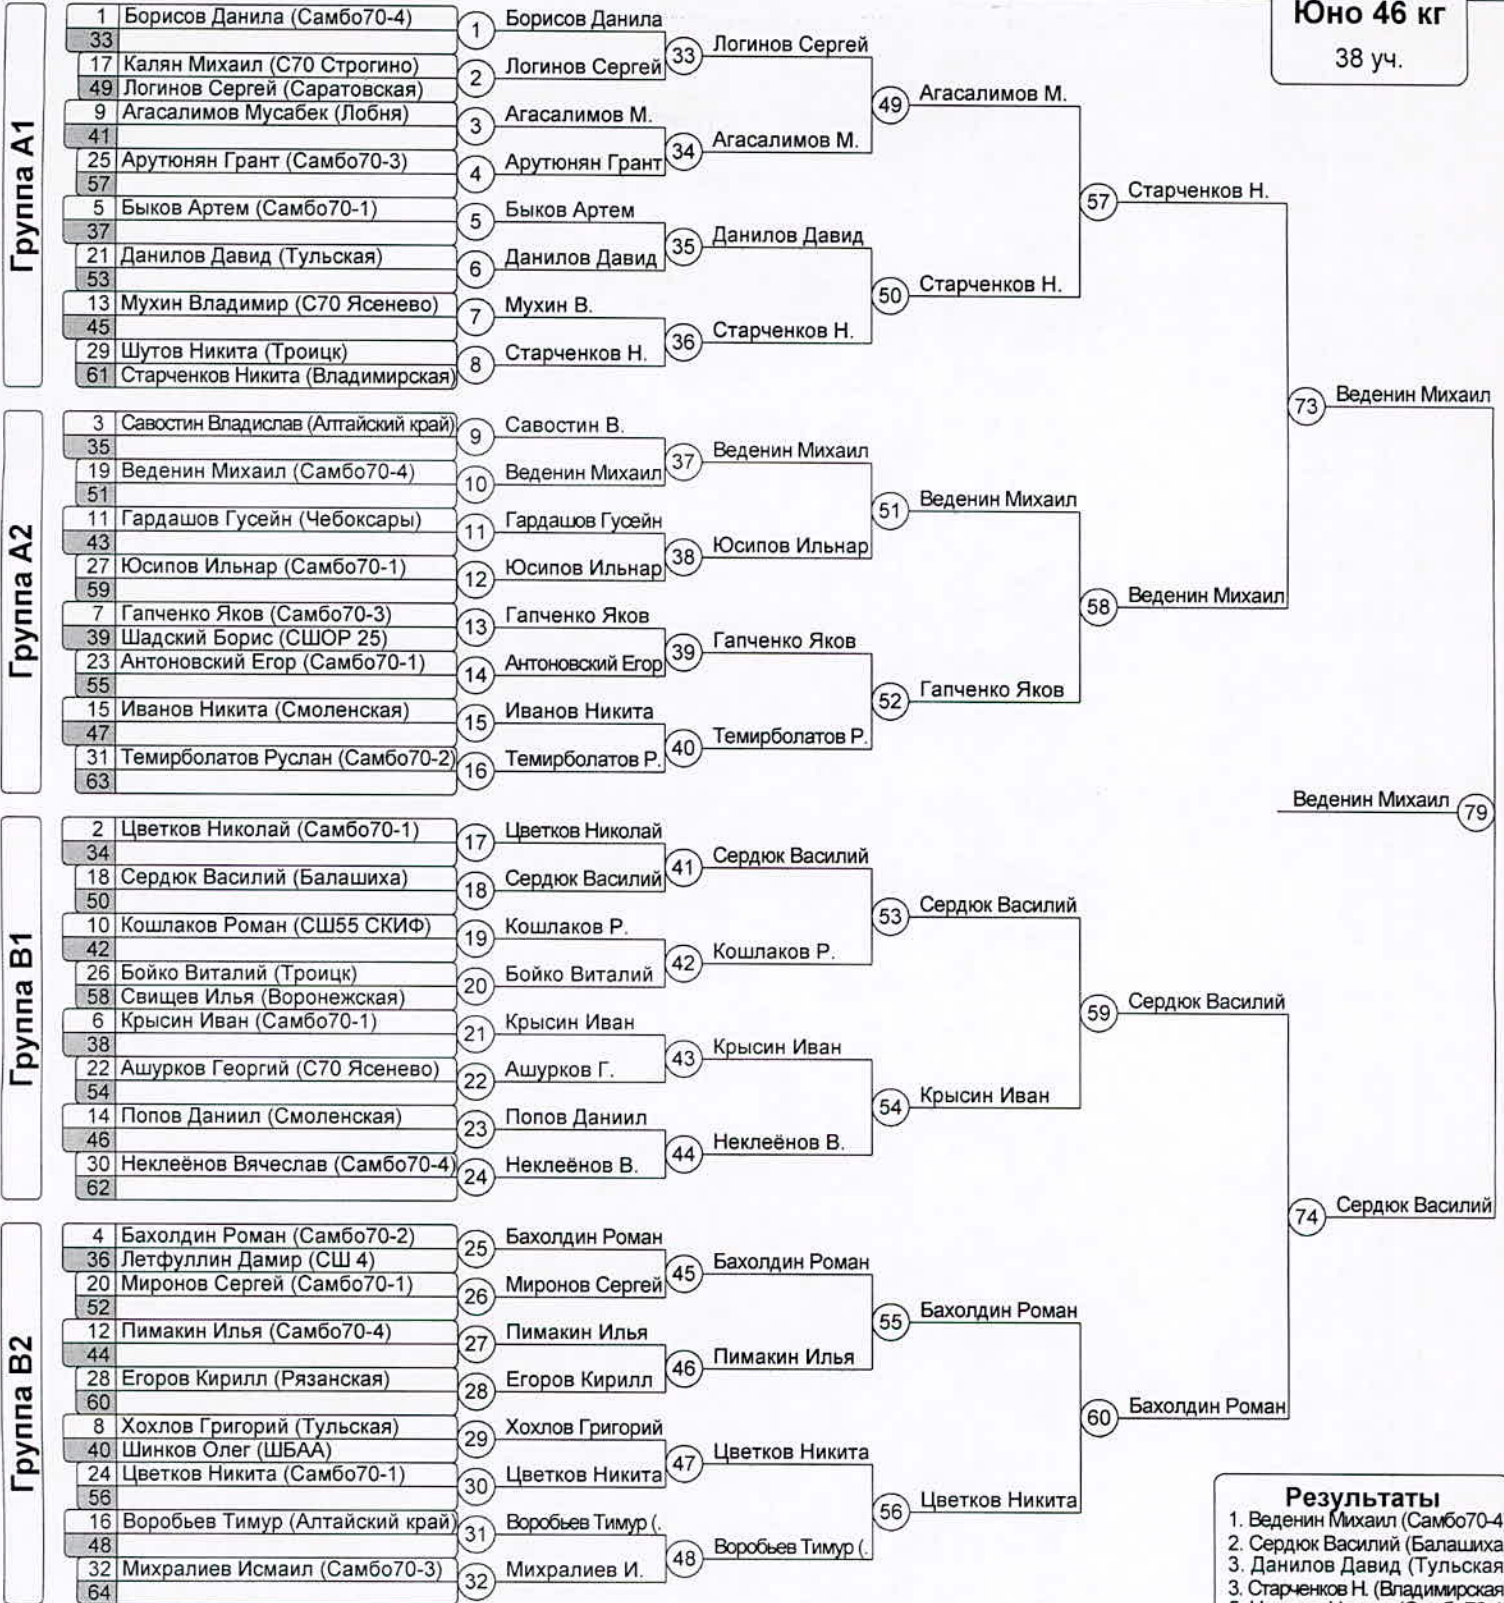 Юно 46 кг
38 уч.
Группа A1
1 Борисов Данила (Самбо70-4)
33
17 Калян Михаил (С70 Строгино)
49 Логинов Сергей (Саратовская)
9 Агасалимов Мусабек (Лобня)
41
25 Арутюнян Грант (Самбо70-3)
57
5 Быков Артем (Самбо70-1)
37
21 Данилов Давид (Тульская)
53
13 Мухин Владимир (С70 Ясенево)
45
29 Шутов Никита (Троицк)
61 Старченков Никита (Владимирская)
1 Борисов Данила
2 Логинов Сергей
3 Агасалимов М.
4 Арутюнян Грант
5 Быков Артем
6 Данилов Давид
7 Мухин В.
8 Старченков Н.
33 Логинов Сергей
34 Агасалимов М.
35 Данилов Давид
36 Старченков Н.
49 Агасалимов М.
50 Старченков Н.
57 Старченков Н.
Группа A2
3 Савостин Владислав (Алтайский край)
35
19 Веденин Михаил (Самбо70-4)
51
11 Гардашов Гусейн (Чебоксары)
43
27 Юсипов Ильнар (Самбо70-1)
59
7 Гапченко Яков (Самбо70-3)
39 Шадский Борис (СШОР 25)
23 Антоновский Егор (Самбо70-1)
55
15 Иванов Никита (Смоленская)
47
31 Темирболатов Руслан (Самбо70-2)
63
9 Савостин В.
10 Веденин Михаил
11 Гардашов Гусейн
12 Юсипов Ильнар
13 Гапченко Яков
14 Антоновский Егор
15 Иванов Никита
16 Темирболатов Р.
37 Веденин Михаил
38 Юсипов Ильнар
39 Гапченко Яков
40 Темирболатов Р.
51 Веденин Михаил
52 Гапченко Яков
58 Веденин Михаил
73 Веденин Михаил
Группа B1
2 Цветков Николай (Самбо70-1)
34
18 Сердюк Василий (Балашиха)
50
10 Кошлаков Роман (СШ55 СКИФ)
42
26 Бойко Виталий (Троицк)
58 Свищев Илья (Воронежская)
6 Крысин Иван (Самбо70-1)
38
22 Ашурков Георгий (С70 Ясенево)
54
14 Попов Даниил (Смоленская)
46
30 Неклеёнов Вячеслав (Самбо70-4)
62
17 Цветков Николай
18 Сердюк Василий
19 Кошлаков Р.
20 Бойко Виталий
21 Крысин Иван
22 Ашурков Г.
23 Попов Даниил
24 Неклеёнов В.
41 Сердюк Василий
42 Кошлаков Р.
43 Крысин Иван
44 Неклеёнов В.
53 Сердюк Василий
54 Крысин Иван
59 Сердюк Василий
Группа B2
4 Бахолдин Роман (Самбо70-2)
36 Летфуллин Дамир (СШ 4)
20 Миронов Сергей (Самбо70-1)
52
12 Пимакин Илья (Самбо70-4)
44
28 Егоров Кирилл (Рязанская)
60
8 Хохлов Григорий (Тульская)
40 Шинков Олег (ШБАА)
24 Цветков Никита (Самбо70-1)
56
16 Воробьев Тимур (Алтайский край)
48
32 Михралиев Исмаил (Самбо70-3)
64
25 Бахолдин Роман
26 Миронов Сергей
27 Пимакин Илья
28 Егоров Кирилл
29 Хохлов Григорий
30 Цветков Никита
31 Воробьев Тимур (.
32 Михралиев И.
45 Бахолдин Роман
46 Пимакин Илья
47 Цветков Никита
48 Воробьев Тимур (.
55 Бахолдин Роман
56 Цветков Никита
60 Бахолдин Роман
74 Сердюк Василий
Веденин Михаил 79
Результаты
1. Веденин Михаил (Самбо70-4
2. Сердюк Василий (Балашиха
3. Данилов Давид (Тульская
3. Старченков Н. (Владимирская